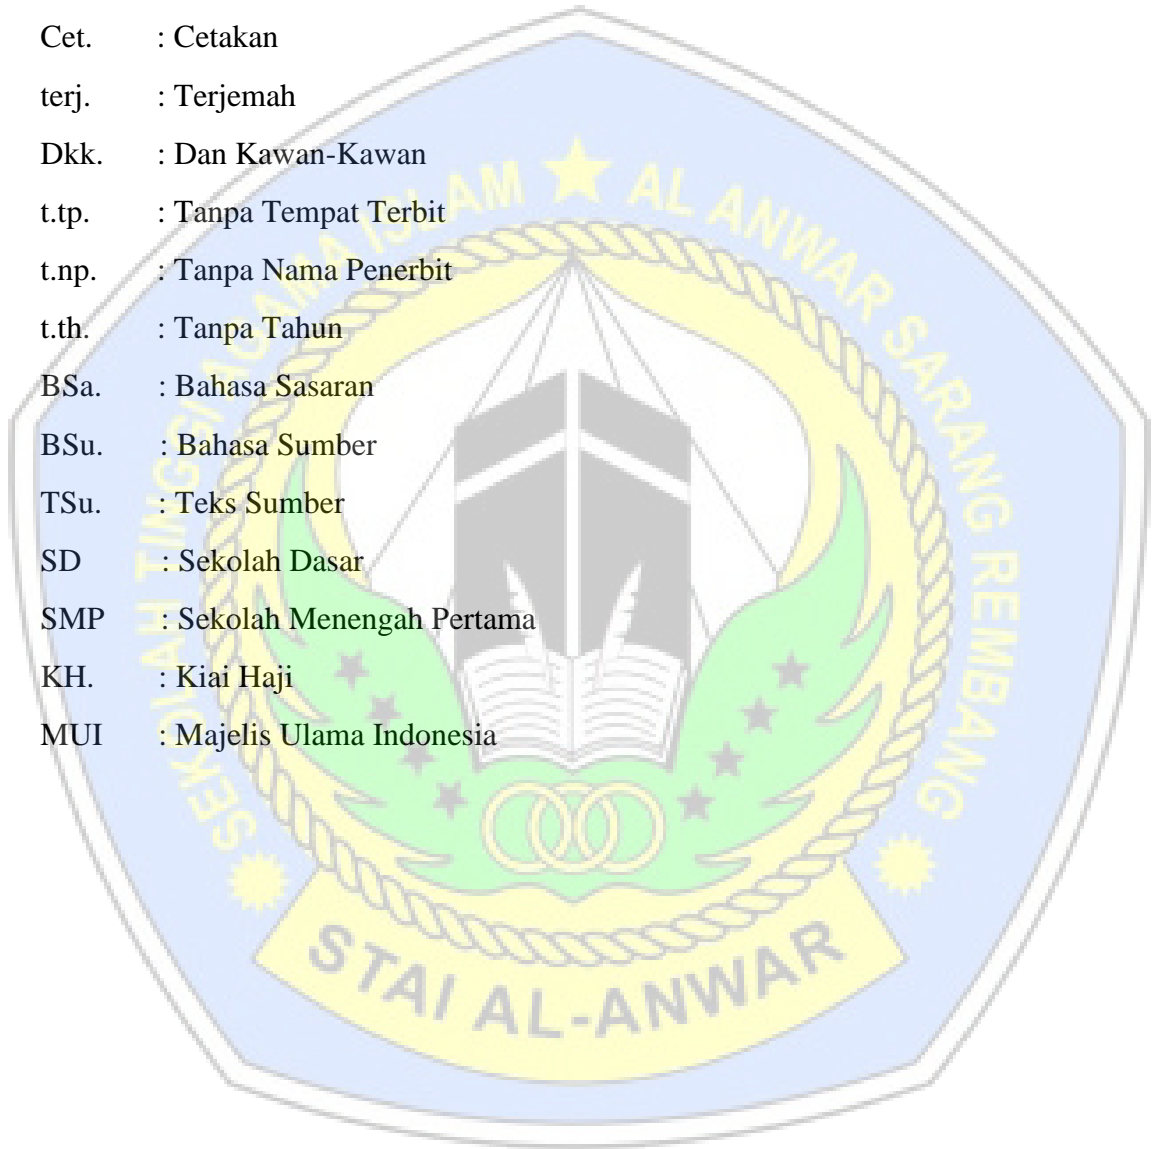 Cet. : Cetakan
terj. : Terjemah
Dkk. : Dan Kawan-Kawan
t.tp. : Tanpa Tempat Terbit
t.np. : Tanpa Nama Penerbit
t.th. : Tanpa Tahun
BSa. : Bahasa Sasaran
BSu. : Bahasa Sumber
TSu. : Teks Sumber
SD : Sekolah Dasar
SMP : Sekolah Menengah Pertama
KH. : Kiai Haji
MUI : Majelis Ulama Indonesia
SEKOLAH TINGGI AGAMA ISLAM ★ AL ANWAR SARANG REMBANG
STAI AL-ANWAR